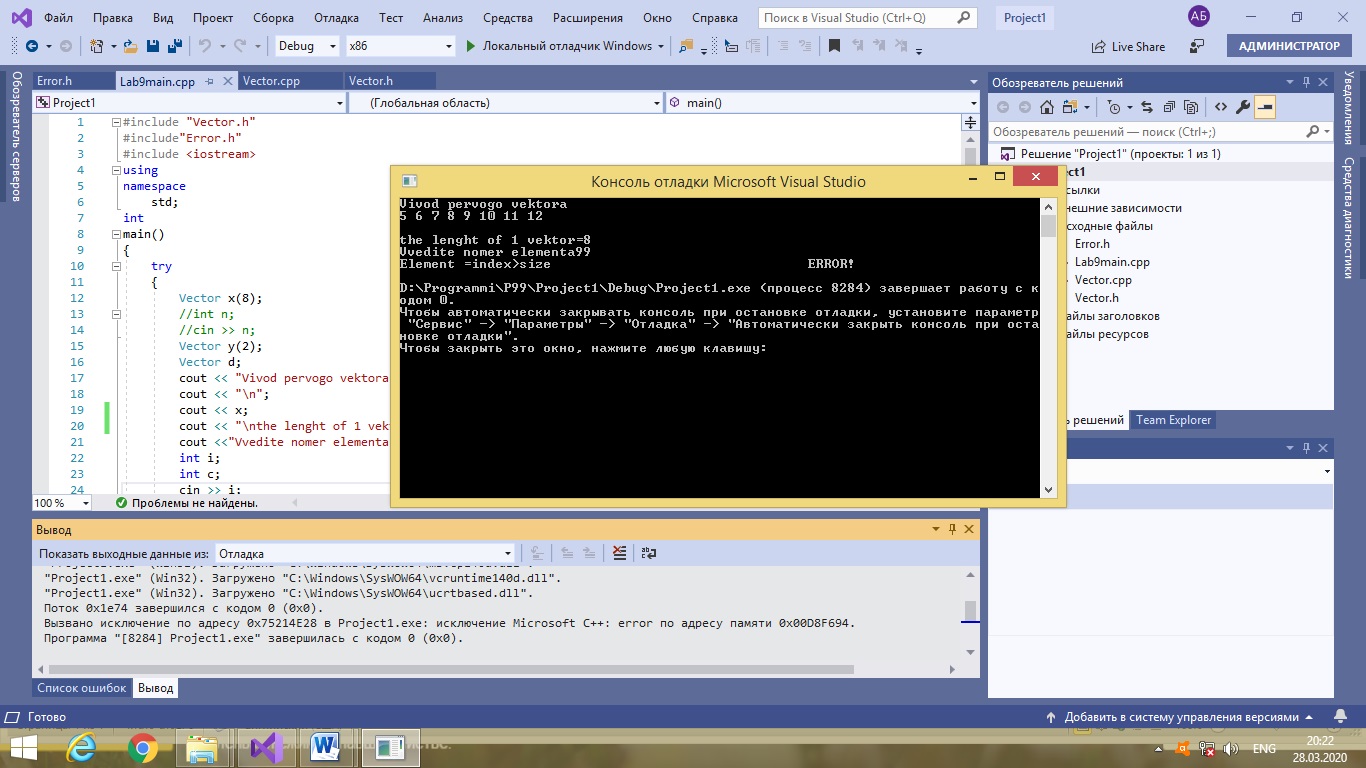 Файл Правка Вид Проект Сборка Отладка Тест Анализ Средства Расширения Окно Справка Поиск в Visual Studio (Ctrl+Q) Project1 АБ
Debug x86 Локальный отладчик Windows Live Share АДМИНИСТРАТОР
Обозреватель серверов
Error.h Lab9main.cpp Vector.cpp Vector.h
Project1 (Глобальная область) main()
1 #include "Vector.h"
2 #include"Error.h"
3 #include <iostream>
4 using
5 namespace
6 std;
7 int
8 main()
9 {
10 try
11 {
12 Vector x(8);
13 //int n;
14 //cin >> n;
15 Vector y(2);
16 Vector d;
17 cout << "Vivod pervogo vektora
18 cout << "\n";
19 cout << x;
20 cout << "\nthe lenght of 1 vek
21 cout <<"Vvedite nomer elementa
22 int i;
23 int c;
24 cin >> i;
100 % Проблемы не найдены.
Консоль отладки Microsoft Visual Studio
Vivod pervogo vektora
5 6 7 8 9 10 11 12
the lenght of 1 vektor=8
Vvedite nomer elementa99
Element =index>size ERROR!
D:\Programmi\P99\Project1\Debug\Project1.exe (процесс 8284) завершает работу с к
одом 0.
Чтобы автоматически закрывать консоль при остановке отладки, установите параметр
"Сервис" -> "Параметры" -> "Отладка" -> "Автоматически закрыть консоль при оста
новке отладки".
Чтобы закрыть это окно, нажмите любую клавишу:
Обозреватель решений
Обозреватель решений — поиск (Ctrl+;)
Решение "Project1" (проекты: 1 из 1)
ct1
сылки
нешние зависимости
сходные файлы
Error.h
Lab9main.cpp
Vector.cpp
Vector.h
айлы заголовков
айлы ресурсов
решений Team Explorer
Уведомления
Средства диагностики
Вывод
Показать выходные данные из: Отладка
"Project1.exe" (Win32). Загружено "C:\Windows\SysWOW64\vcruntime140d.dll".
"Project1.exe" (Win32). Загружено "C:\Windows\SysWOW64\ucrtbased.dll".
Поток 0x1e74 завершился с кодом 0 (0x0).
Вызвано исключение по адресу 0x75214E28 в Project1.exe: исключение Microsoft C++: error по адресу памяти 0x00D8F694.
Программа "[8284] Project1.exe" завершилась с кодом 0 (0x0).
Список ошибок Вывод
Готово Добавить в систему управления версиями
ENG
20:22
28.03.2020